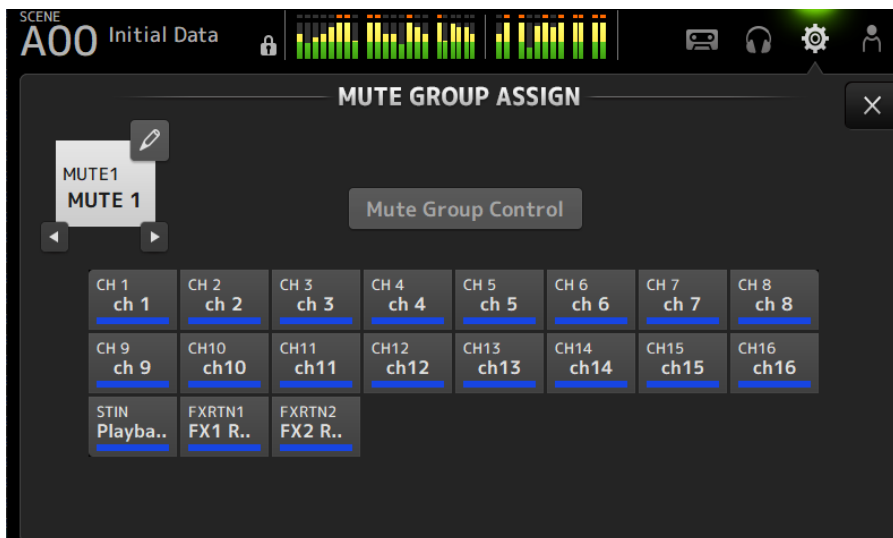 SCENE
A00 Initial Data
MUTE GROUP ASSIGN
MUTE1
MUTE 1
Mute Group Control
CH 1 CH 2 CH 3 CH 4 CH 5 CH 6 CH 7 CH 8
ch 1 ch 2 ch 3 ch 4 ch 5 ch 6 ch 7 ch 8
CH 9 CH10 CH11 CH12 CH13 CH14 CH15 CH16
ch 9 ch10 ch11 ch12 ch13 ch14 ch15 ch16
STIN FXRTN1 FXRTN2
Playba.. FX1 R.. FX2 R..